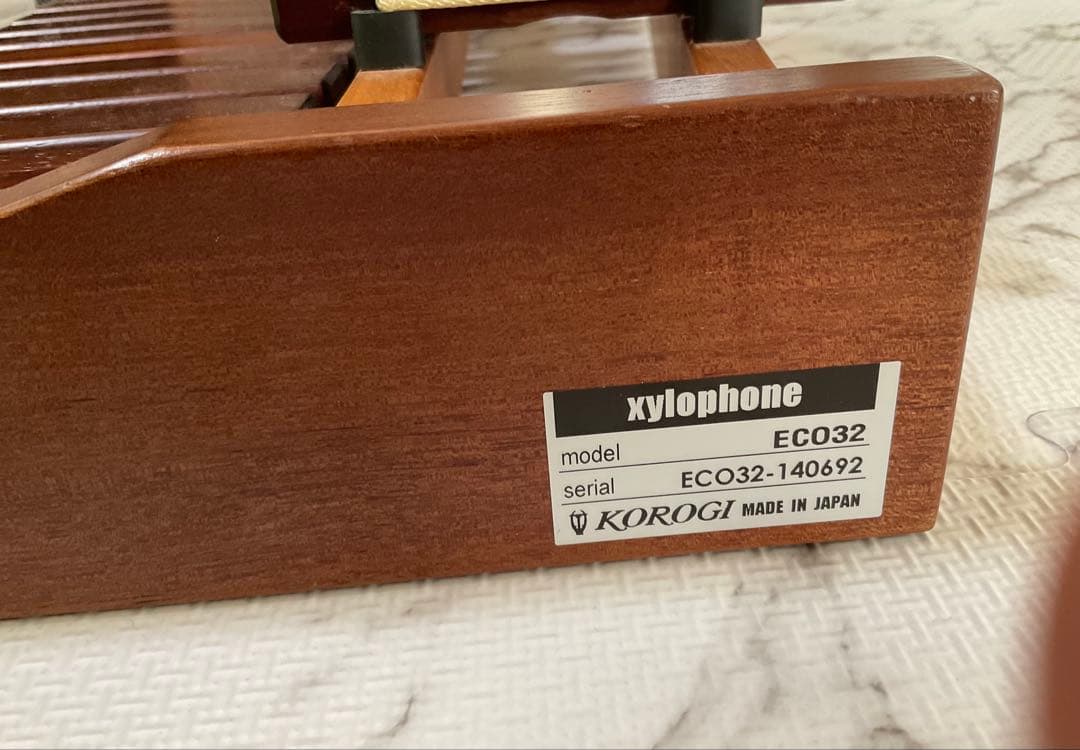 xylophone
model ECO32
serial ECO32-140692
KOROGI MADE IN JAPAN